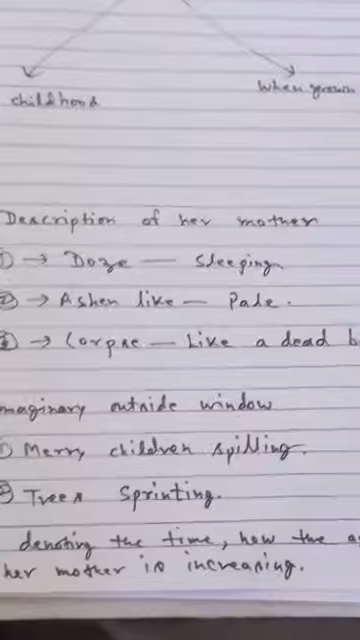 childhood
when grown
Description of her mother
① → Doze — Sleeping.
② → Ashen like — Pale.
③ → Corpse — Like a dead b
maginary outside window
① Merry children spilling.
② Trees Sprinting.
denoting the time, how the a
her mother is increasing.